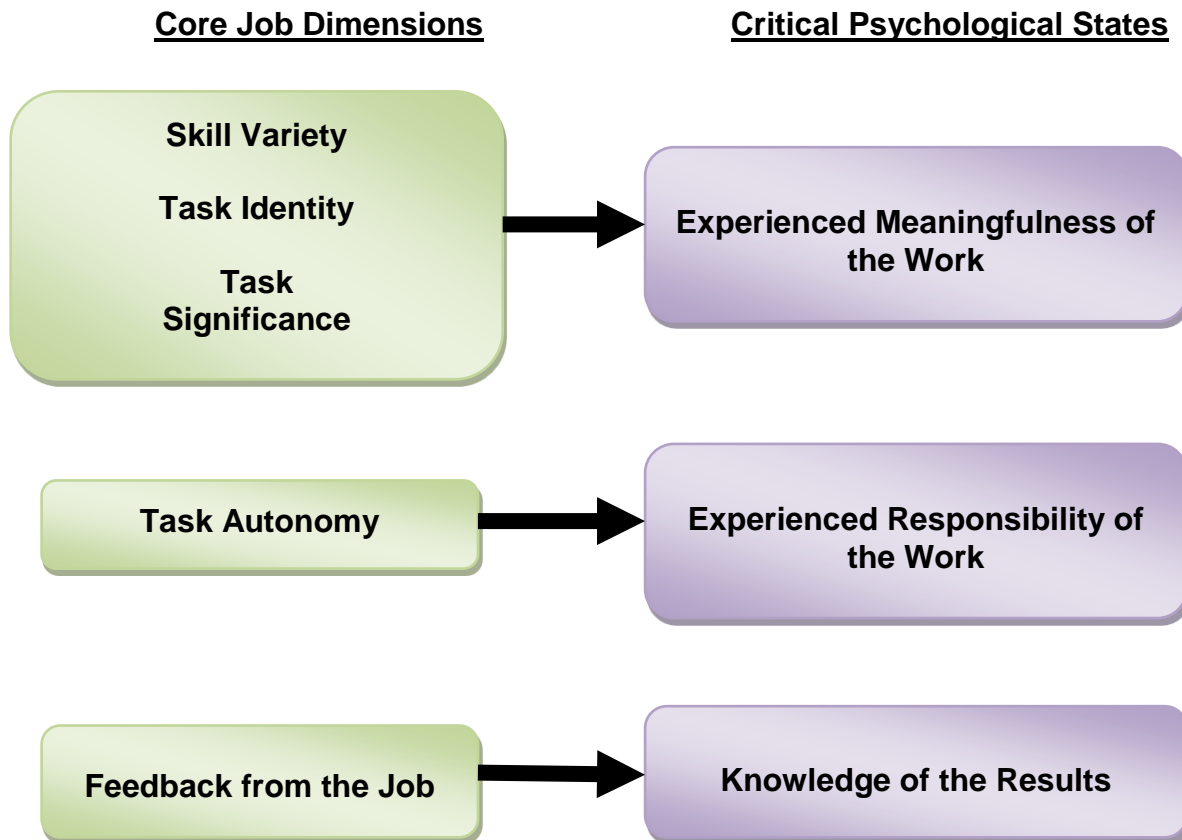 Core Job Dimensions
Critical Psychological States
Skill Variety
Task Identity
Task
Significance
Experienced Meaningfulness of
the Work
Task Autonomy
Experienced Responsibility of
the Work
Feedback from the Job
Knowledge of the Results